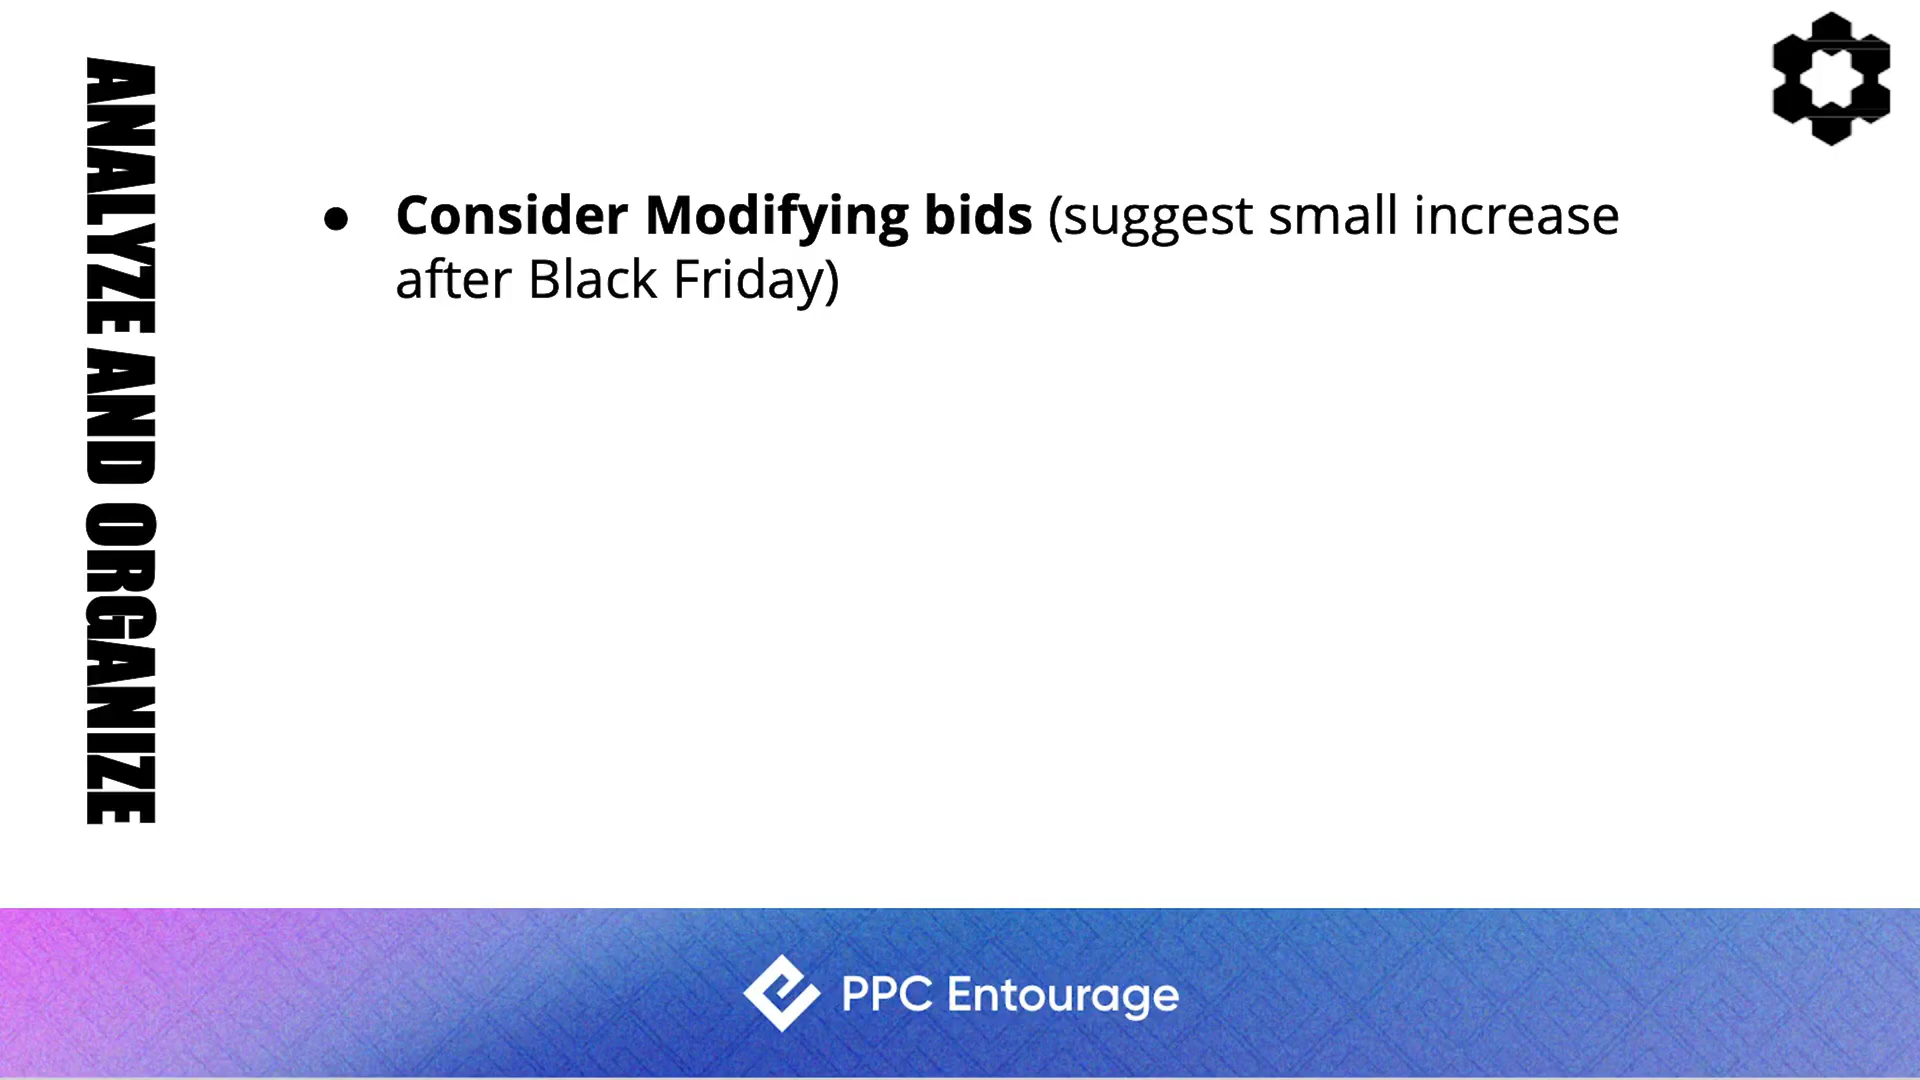 ANALYZE AND ORGANIZE
● Consider Modifying bids (suggest small increase
after Black Friday)
PPC Entourage